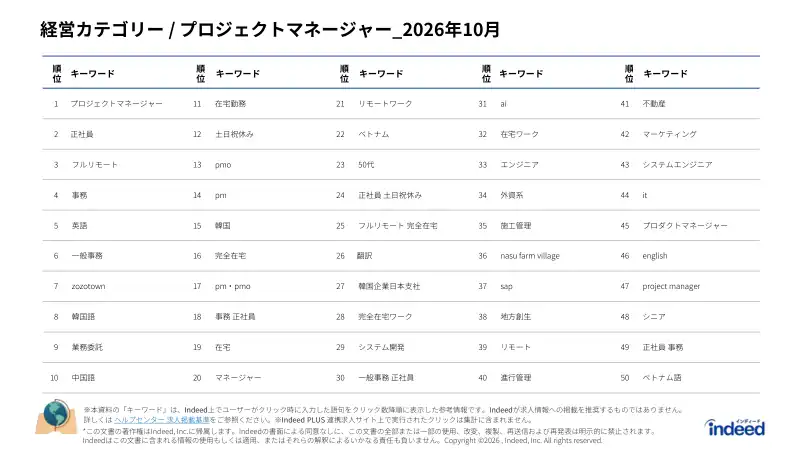 経営カテゴリー / プロジェクトマネージャー_2026年10月
順位 キーワード 順位 キーワード 順位 キーワード 順位 キーワード 順位 キーワード
1 プロジェクトマネージャー 11 在宅勤務 21 リモートワーク 31 ai 41 不動産
2 正社員 12 土日祝休み 22 ベトナム 32 在宅ワーク 42 マーケティング
3 フルリモート 13 pmo 23 50代 33 エンジニア 43 システムエンジニア
4 事務 14 pm 24 正社員 土日祝休み 34 外資系 44 it
5 英語 15 韓国 25 フルリモート 完全在宅 35 施工管理 45 プロダクトマネージャー
6 一般事務 16 完全在宅 26 翻訳 36 nasu farm village 46 english
7 zozotown 17 pm・pmo 27 韓国企業日本支社 37 sap 47 project manager
8 韓国語 18 事務 正社員 28 完全在宅ワーク 38 地方創生 48 シニア
9 業務委託 19 在宅 29 システム開発 39 リモート 49 正社員 事務
10 中国語 20 マネージャー 30 一般事務 正社員 40 進行管理 50 ベトナム語
※本資料の「キーワード」は、Indeed上でユーザーがクリック時に入力した語句をクリック数降順に表示した参考情報です。Indeedが求人情報への掲載を推奨するものではありません。
詳しくは ヘルプセンター 求人掲載基準をご参照ください。※Indeed PLUS 連携求人サイト上で実行されたクリックは集計に含まれません。
*この文書の著作権はIndeed, Inc.に帰属します。Indeedの書面による同意なしに、この文書の全部または一部の使用、改変、複製、再送信および再発表は明示的に禁止されます。
Indeedはこの文書に含まれる情報の使用もしくは適用、またはそれらの解釈によるいかなる責任も負いません。Copyright ©2026 , Indeed, Inc. All rights reserved.
インディード
indeed